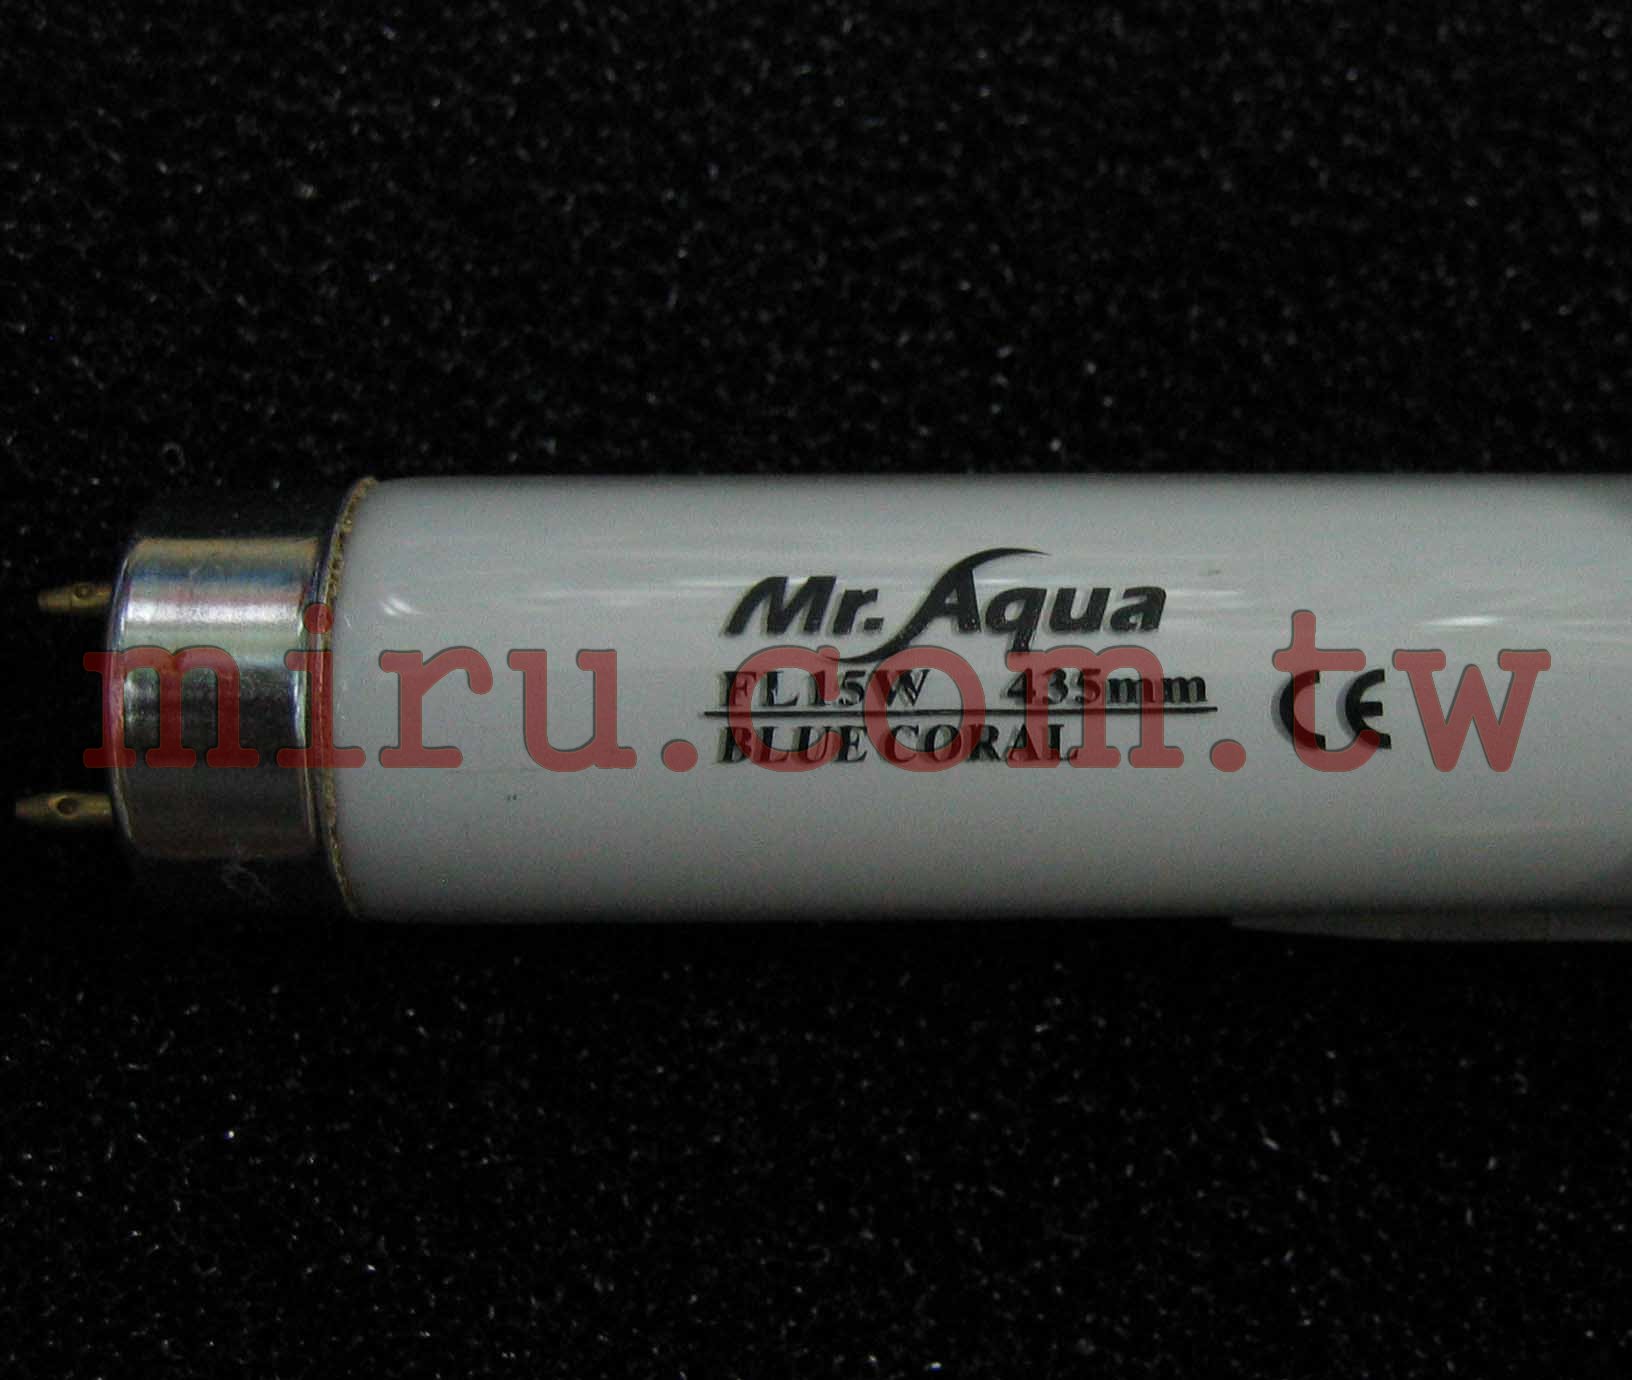 Mr. Aqua
FL15W 435mm
BLUE CORAL
CE
miru.com.tw